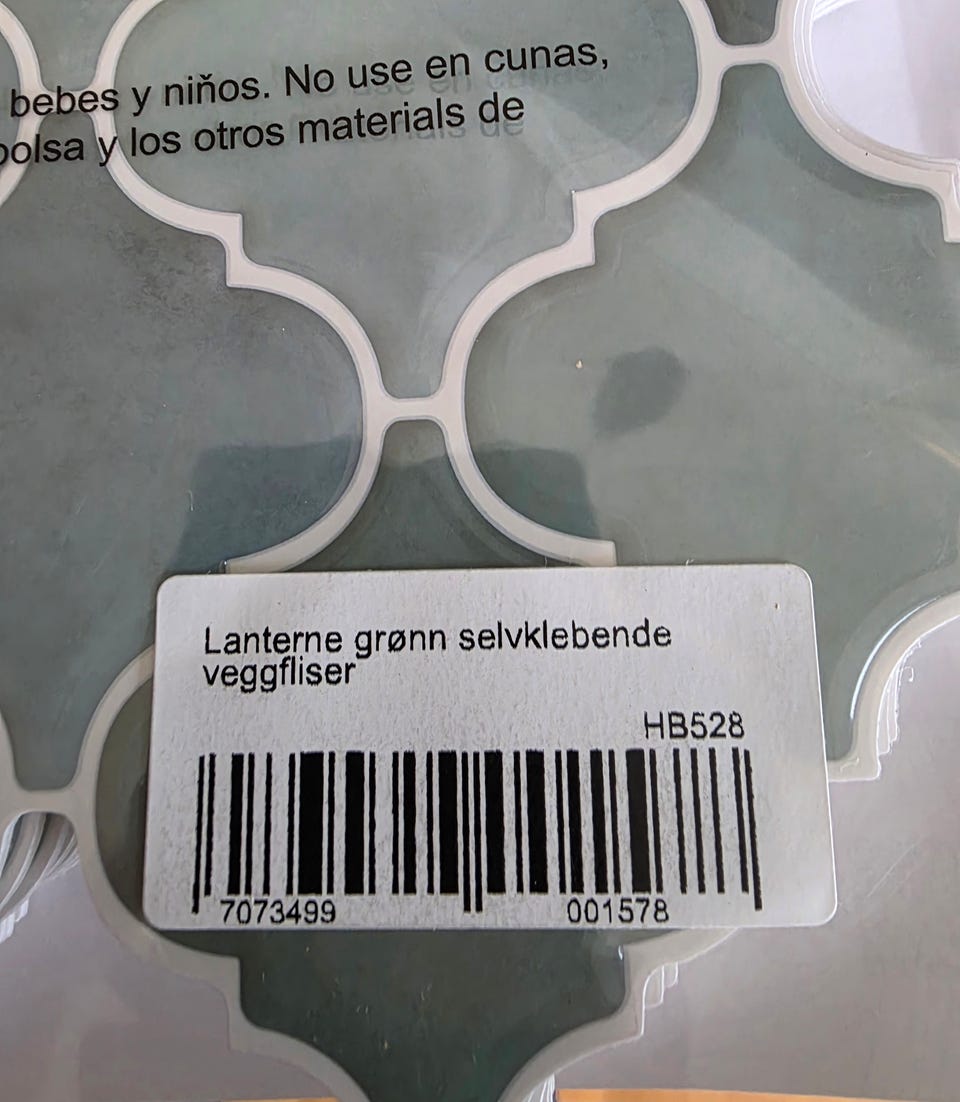 bebes y niňos. No use en cunas,
bolsa y los otros materials de
Lanterne grønn selvklebende
veggfliser
HB528
7073499 001578